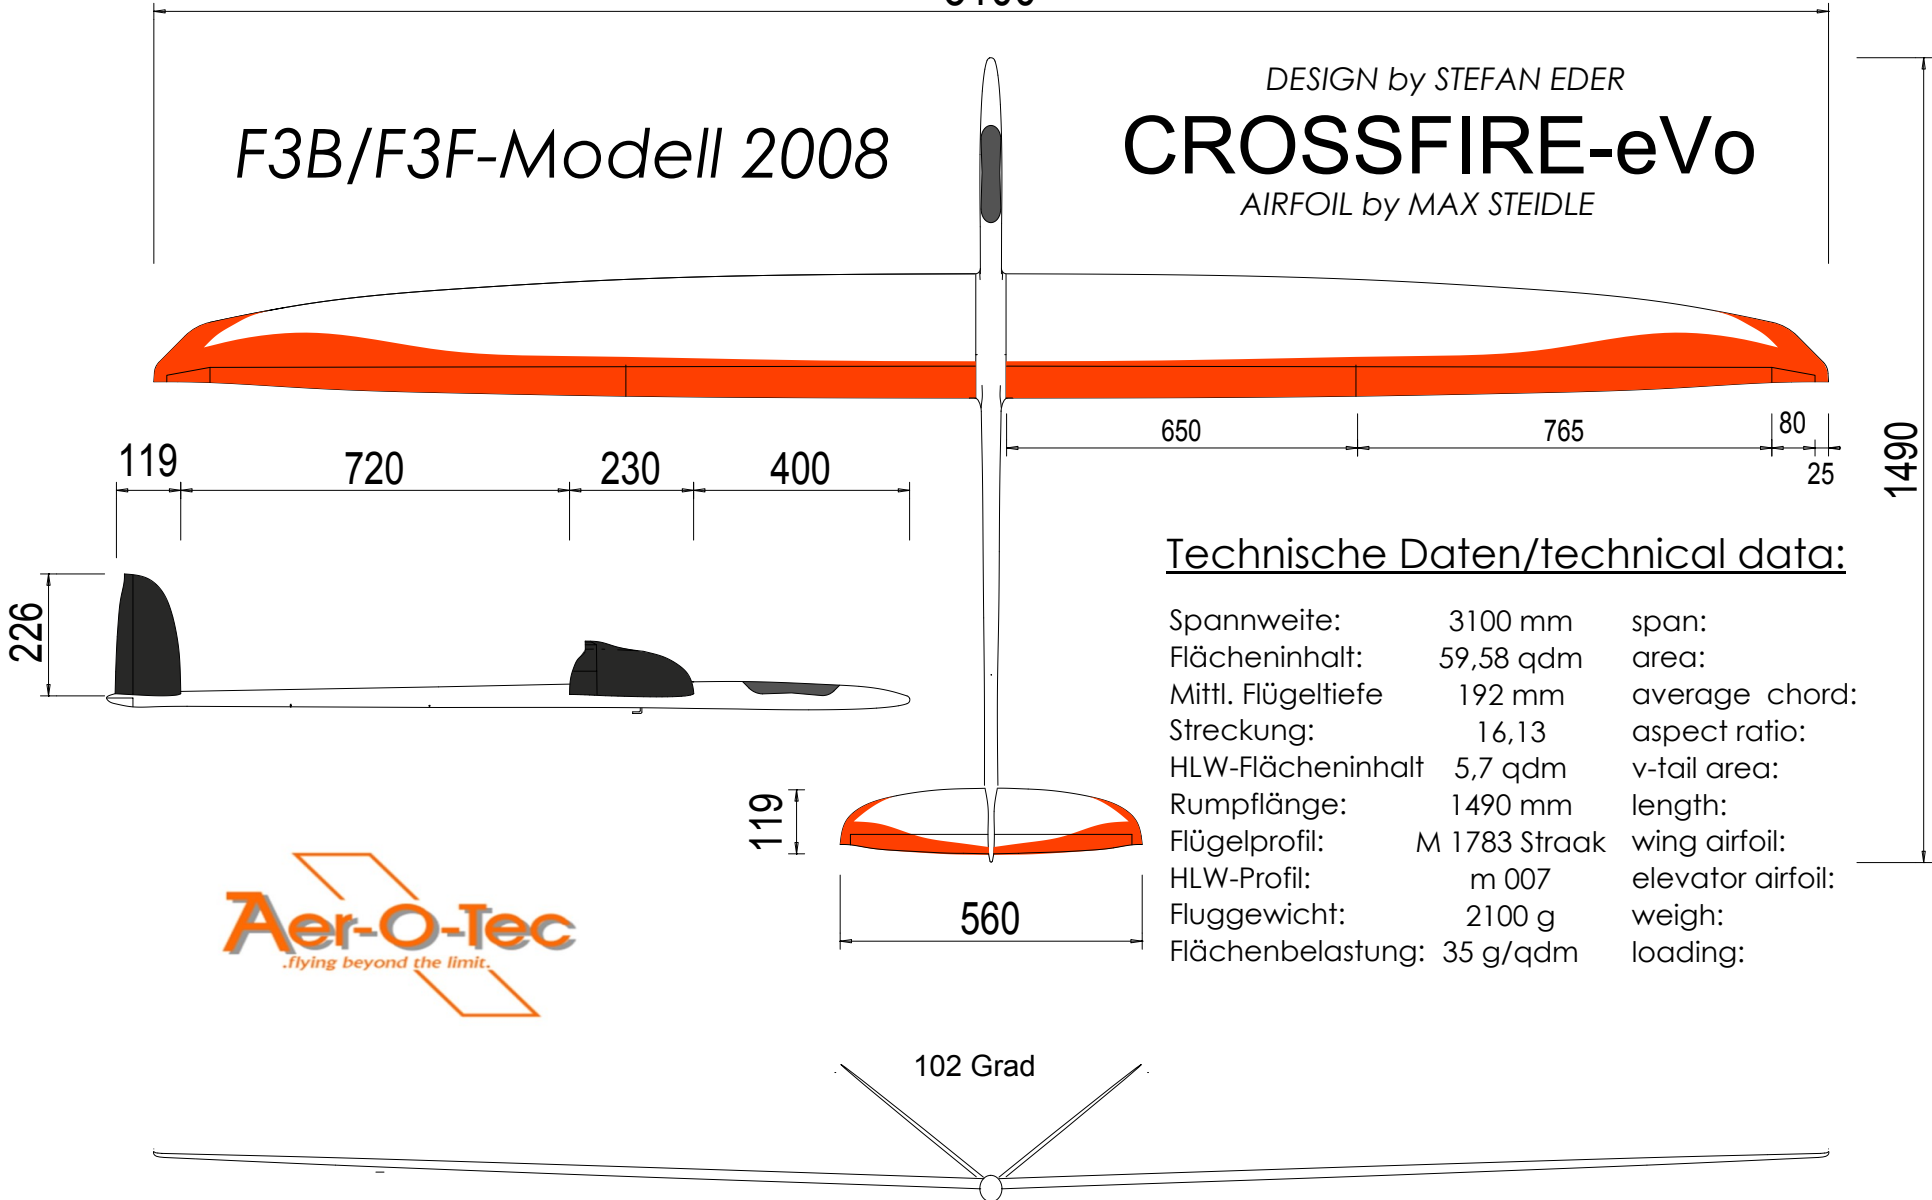 DESIGN by STEFAN EDER
F3B/F3F-Modell 2008
CROSSFIRE-eVo
AIRFOIL by MAX STEIDLE
650
765
80
25
1490
119
720
230
400
226
Technische Daten/technical data:
Spannweite: 3100 mm span:
Flächeninhalt: 59,58 qdm area:
Mittl. Flügeltiefe 192 mm average chord:
Streckung: 16,13 aspect ratio:
HLW-Flächeninhalt 5,7 qdm v-tail area:
Rumpflänge: 1490 mm length:
Flügelprofil: M 1783 Straak wing airfoil:
HLW-Profil: m 007 elevator airfoil:
Fluggewicht: 2100 g weigh:
Flächenbelastung: 35 g/qdm loading:
119
560
Aer-O-Tec
.flying beyond the limit.
102 Grad